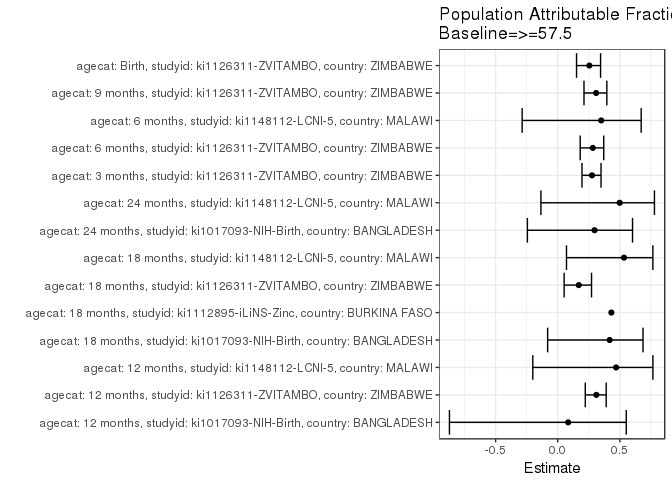 Population Attributable Fractio
Baseline=>=57.5
agecat: Birth, studyid: ki1126311-ZVITAMBO, country: ZIMBABWE
agecat: 9 months, studyid: ki1126311-ZVITAMBO, country: ZIMBABWE
agecat: 6 months, studyid: ki1148112-LCNI-5, country: MALAWI
agecat: 6 months, studyid: ki1126311-ZVITAMBO, country: ZIMBABWE
agecat: 3 months, studyid: ki1126311-ZVITAMBO, country: ZIMBABWE
agecat: 24 months, studyid: ki1148112-LCNI-5, country: MALAWI
agecat: 24 months, studyid: ki1017093-NIH-Birth, country: BANGLADESH
agecat: 18 months, studyid: ki1148112-LCNI-5, country: MALAWI
agecat: 18 months, studyid: ki1126311-ZVITAMBO, country: ZIMBABWE
agecat: 18 months, studyid: ki1112895-iLiNS-Zinc, country: BURKINA FASO
agecat: 18 months, studyid: ki1017093-NIH-Birth, country: BANGLADESH
agecat: 12 months, studyid: ki1148112-LCNI-5, country: MALAWI
agecat: 12 months, studyid: ki1126311-ZVITAMBO, country: ZIMBABWE
agecat: 12 months, studyid: ki1017093-NIH-Birth, country: BANGLADESH
-0.5 0.0 0.5
Estimate